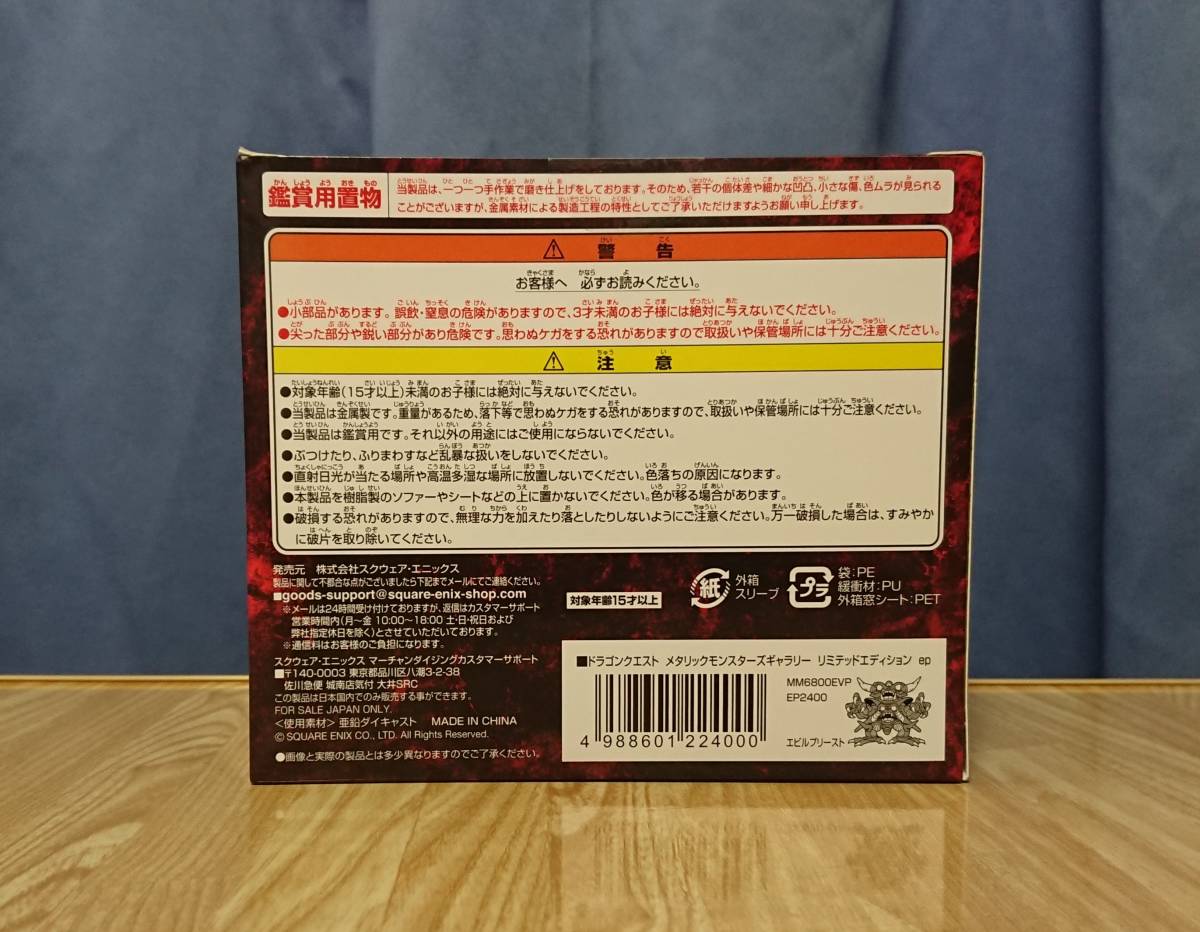 鑑賞用置物
当製品は、一つ一つ手作業で磨き仕上げをしております。そのため、若干の個体差や細かな凹凸、小さな傷、色ムラが見られる
ことがございますが、金属素材による製造工程の特性としてご了承いただけますようお願い申し上げます。
警告
お客様へ 必ずお読みください。
●小部品があります。誤飲・窒息の危険がありますので、3才未満のお子様には絶対に与えないでください。
●尖った部分や鋭い部分があり危険です。思わぬケガをする恐れがありますので取扱いや保管場所には十分ご注意ください。
注意
●対象年齢(15才以上)未満のお子様には絶対に与えないでください。
●当製品は金属製です。重量があるため、落下等で思わぬケガをする恐れがありますので、取扱いや保管場所には十分ご注意ください。
●当製品は鑑賞用です。それ以外の用途にはご使用にならないでください。
●ぶつけたり、ふりまわすなど乱暴な扱いをしないでください。
●直射日光が当たる場所や高温多湿な場所に放置しないでください。色落ちの原因になります。
●本製品を樹脂製のソファーやシートなどの上に置かないでください。色が移る場合があります。
●破損する恐れがありますので、無理な力を加えたり落としたりしないようにご注意ください。万一破損した場合は、すみやか
に破片を取り除いてください。
発売元 株式会社スクウェア・エニックス
製品に関して不都合な点がございましたら下記までメールにてご連絡ください。
■goods-support@square-enix-shop.com
※メールは24時間受け付けておりますが、返信はカスタマーサポート
営業時間内(月〜金 10:00〜18:00 土・日・祝日および
弊社指定休日を除く)とさせていただいております。
※通信料はお客様のご負担になります。
スクウェア・エニックス マーチャンダイジングカスタマーサポート
■〒140-0003 東京都品川区八潮3-2-38
佐川急便 城南店気付 大井SRC
この製品は日本国内でのみ販売する事ができます。
FOR SALE JAPAN ONLY.
<使用素材> 亜鉛ダイキャスト MADE IN CHINA
© SQUARE ENIX CO., LTD. All Rights Reserved.
●画像と実際の製品とは多少異なりますのでご了承ください。
対象年齢15才以上
紙
外箱
スリーブ
プラ
袋:PE
緩衝材:PU
外箱窓シート:PET
■ドラゴンクエスト メタリックモンスターズギャラリー リミテッドエディション ep
MM6800EVP
EP2400
4 988601 224000
エビルプリースト